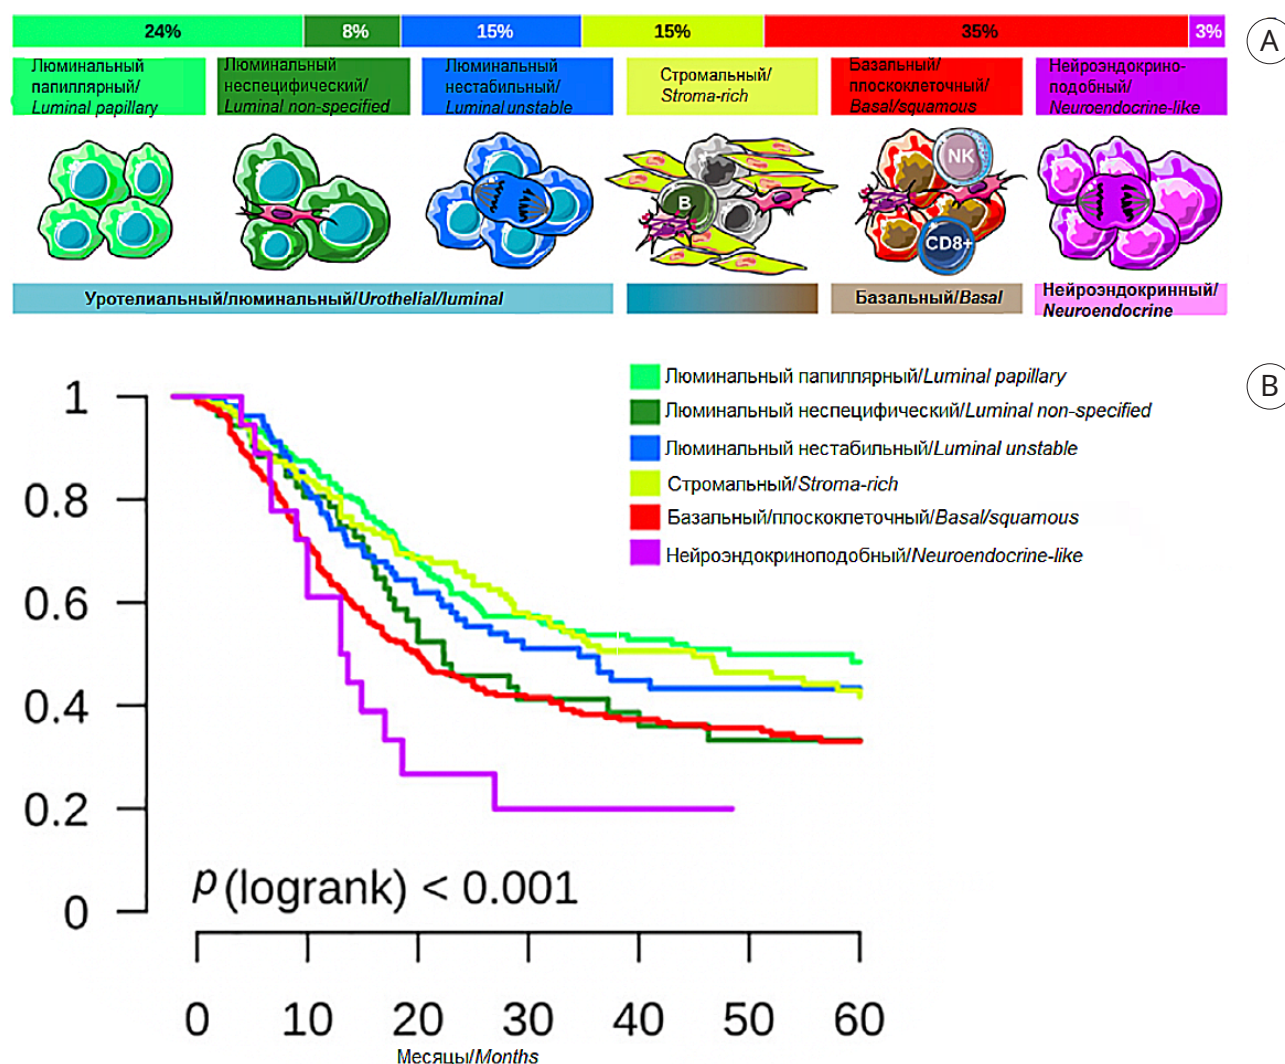 24% 8% 15% 15% 35% 3%
A
Люминальный
папиллярный/
Luminal papillary
Люминальный
неспецифический/
Luminal non-specified
Люминальный
нестабильный/
Luminal unstable
Стромальный/
Stroma-rich
Базальный/
плоскоклеточный/
Basal/squamous
Нейроэндокрино-
подобный/
Neuroendocrine-like
B
NK
CD8+
Уротелиальный/люминальный/Urothelial/luminal
Базальный/Basal
Нейроэндокринный/
Neuroendocrine
B
Люминальный папиллярный/Luminal papillary
Люминальный неспецифический/Luminal non-specified
Люминальный нестабильный/Luminal unstable
Стромальный/Stroma-rich
Базальный/плоскоклеточный/Basal/squamous
Нейроэндокриноподобный/Neuroendocrine-like
1
0.8
0.6
0.4
0.2
0
p (logrank) < 0.001
0 10 20 30 40 50 60
Месяцы/Months